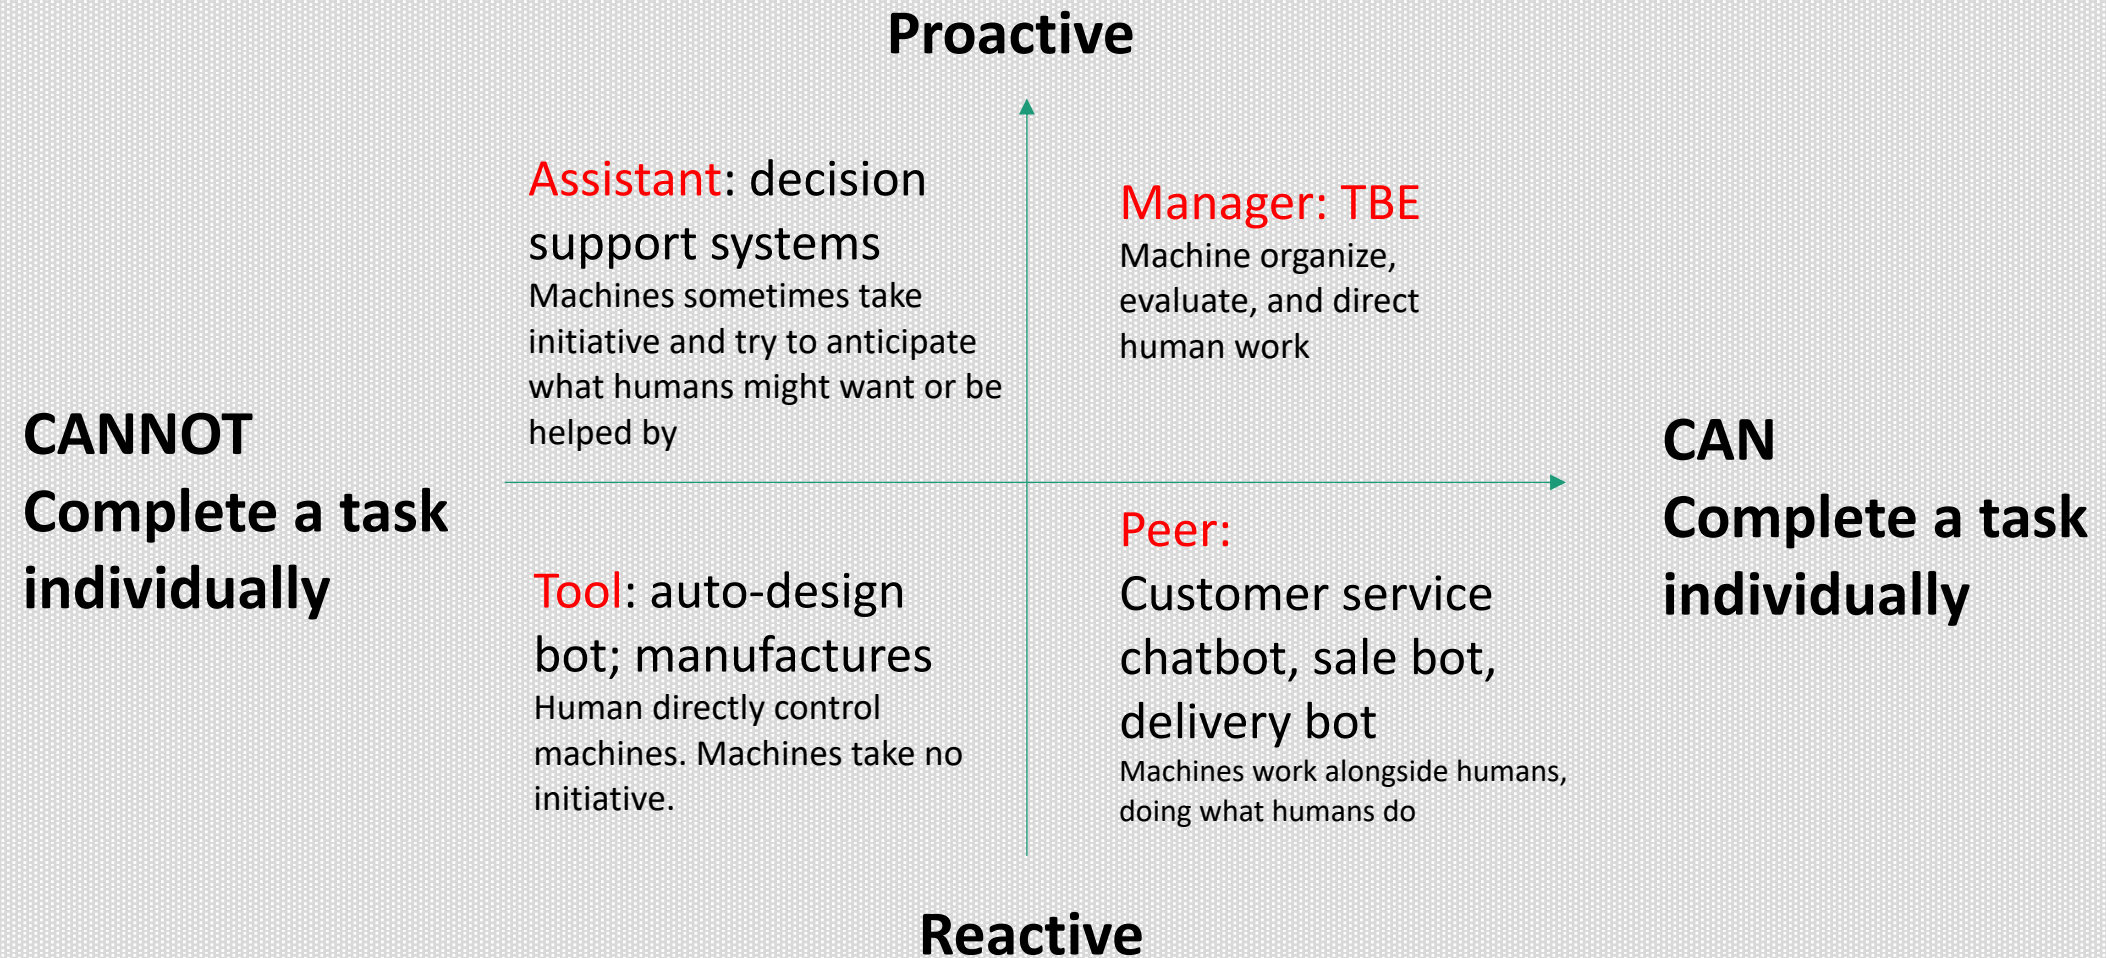 Proactive
Assistant: decision
support systems
Machines sometimes take
initiative and try to anticipate
what humans might want or be
helped by
Manager: TBE
Machine organize,
evaluate, and direct
human work
CANNOT
Complete a task
individually
CAN
Complete a task
individually
Tool: auto-design
bot; manufactures
Human directly control
machines. Machines take no
initiative.
Peer:
Customer service
chatbot, sale bot,
delivery bot
Machines work alongside humans,
doing what humans do
Reactive